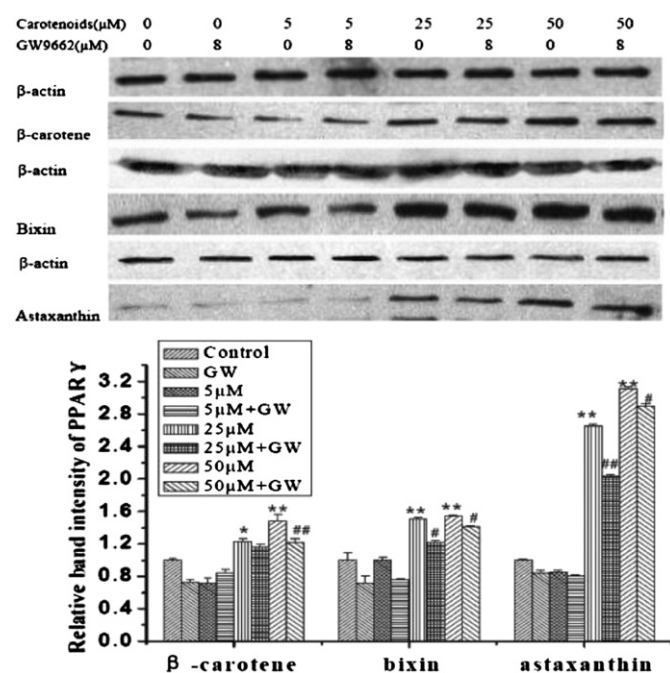 Carotenoids(μM) 0 0 5 5 25 25 50 50
GW9662(μM) 0 8 0 8 0 8 0 8
β-actin
β-carotene
β-actin
Bixin
β-actin
Astaxanthin
Relative band intensity of PPARγ
3.2
2.8
2.4
2.0
1.6
1.2
0.8
0.4
0.0
Control
GW
5μM
5μM+GW
25μM
25μM+GW
50μM
50μM+GW
* ** ## ** # ** # ** ## ** #
β -carotene bixin astaxanthin